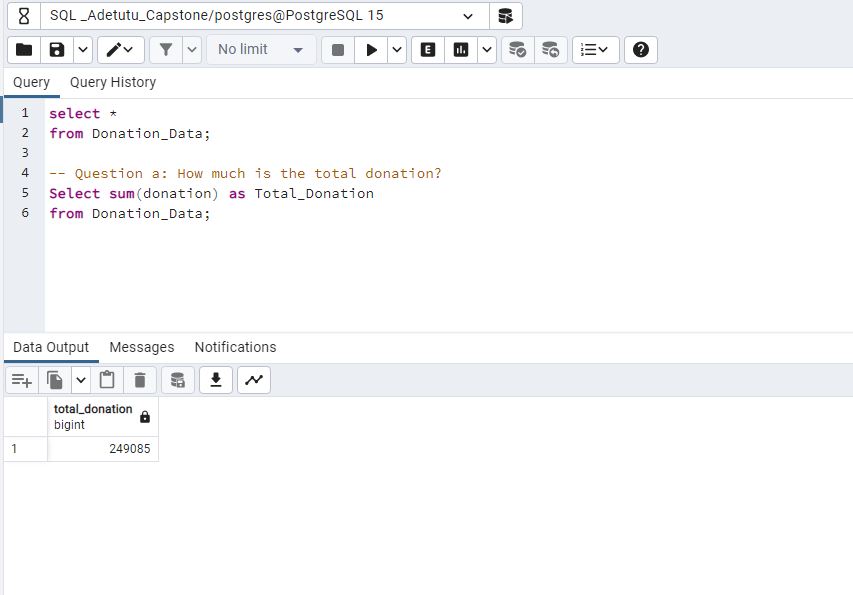 SQL _Adetutu_Capstone/postgres@PostgreSQL 15
No limit
E
Query Query History
1 select *
2 from Donation_Data;
3
4 -- Question a: How much is the total donation?
5 Select sum(donation) as Total_Donation
6 from Donation_Data;
Data Output Messages Notifications
total_donation
bigint
1 249085